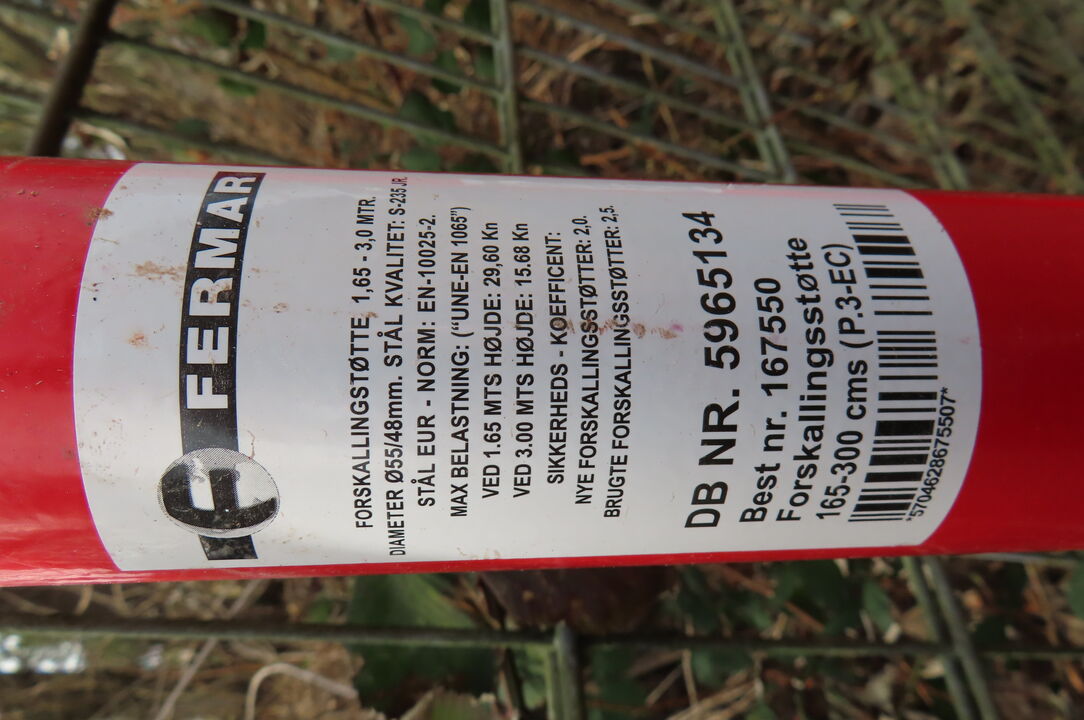 FERMAR
FORSKALLINGSTØTTE 1,65 - 3,0 MTR.
DIAMETER Ø55/48mm. STÅL KVALITET: S-235 JR.
STÅL EUR - NORM: EN-10025-2.
MAX BELASTNING: ("UNE-EN 1065")
VED 1.65 MTS HØJDE: 29,60 Kn
VED 3.00 MTS HØJDE: 15.68 Kn
SIKKERHEDS - KOEFFICENT:
NYE FORSKALLINGSSTØTTER: 2,0.
BRUGTE FORSKALLINGSSTØTTER: 2,5.
DB NR. 5965134
Best nr. 167550
Forskallingsstøtte
165-300 cms (P.3-EC)
*5704628675507*